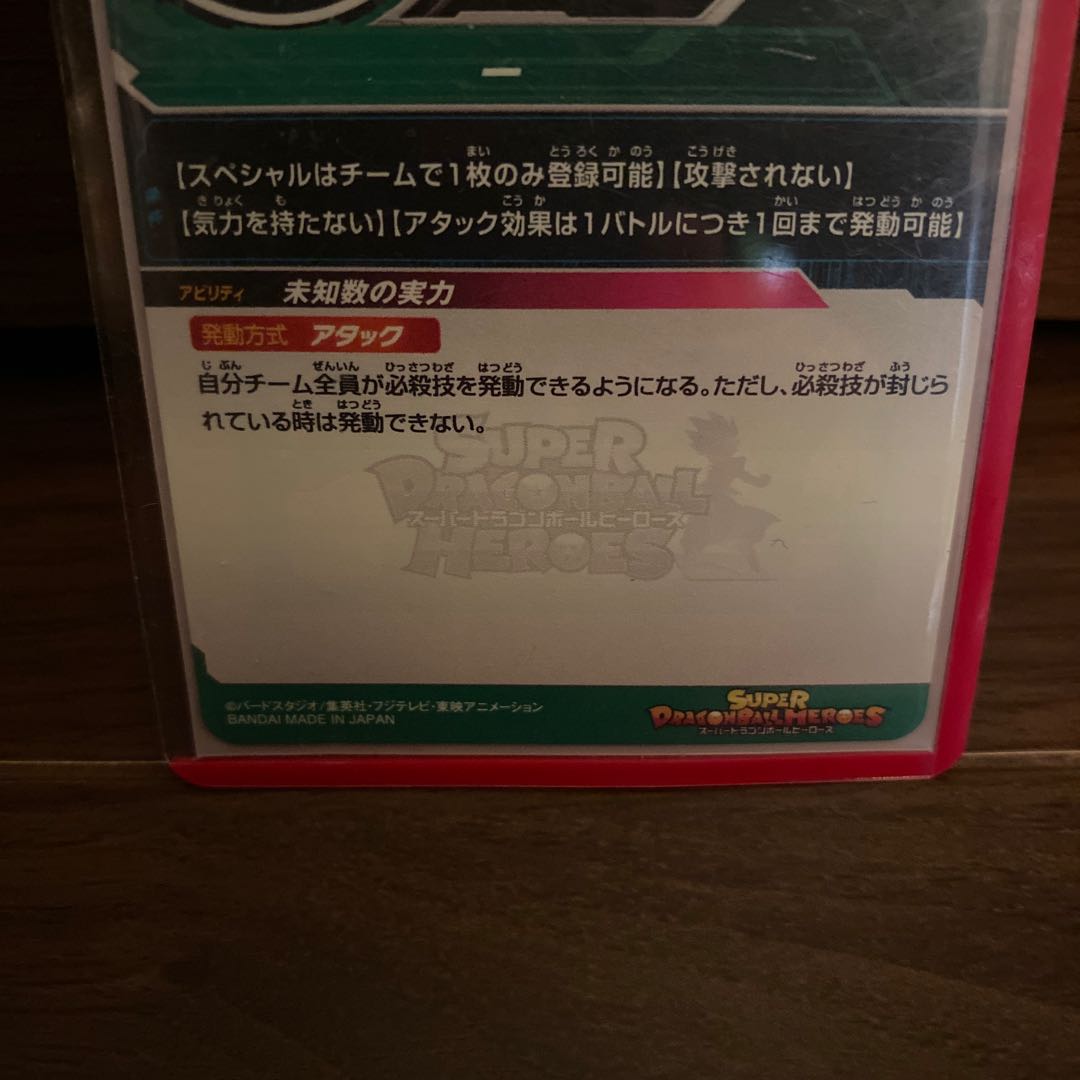 【スペシャルはチームで1枚のみ登録可能】【攻撃されない】
【気力を持たない】【アタック効果は1バトルにつき1回まで発動可能】
アビリティ 未知数の実力
発動方式 アタック
自分チーム全員が必殺技を発動できるようになる。ただし、必殺技が封じら
れている時は発動できない。
SUPER
DRAGONBALL
スーパードラゴンボールヒーローズ
HEROES
©バードスタジオ/集英社・フジテレビ・東映アニメーション
BANDAI MADE IN JAPAN
SUPER
DRAGONBALL HEROES
スーパードラゴンボールヒーローズ